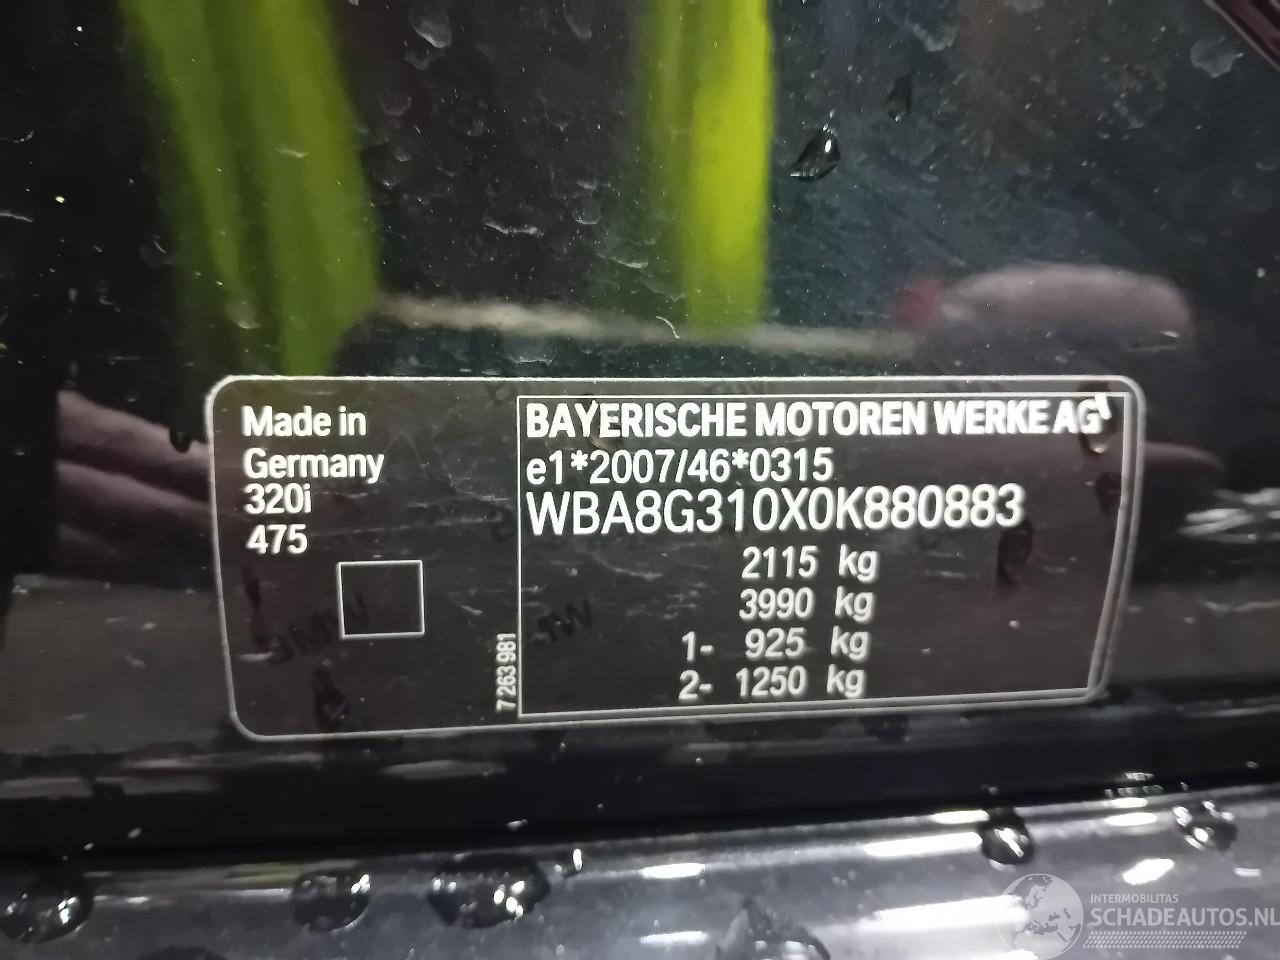 Made in
Germany
320i
475
7263981
BAYERISCHE MOTOREN WERKE AG
e1*2007/46*0315
WBA8G310X0K880883
2115 kg
3990 kg
1- 925 kg
2- 1250 kg
INTERMOBILITAS
SCHADEAUTOS.NL